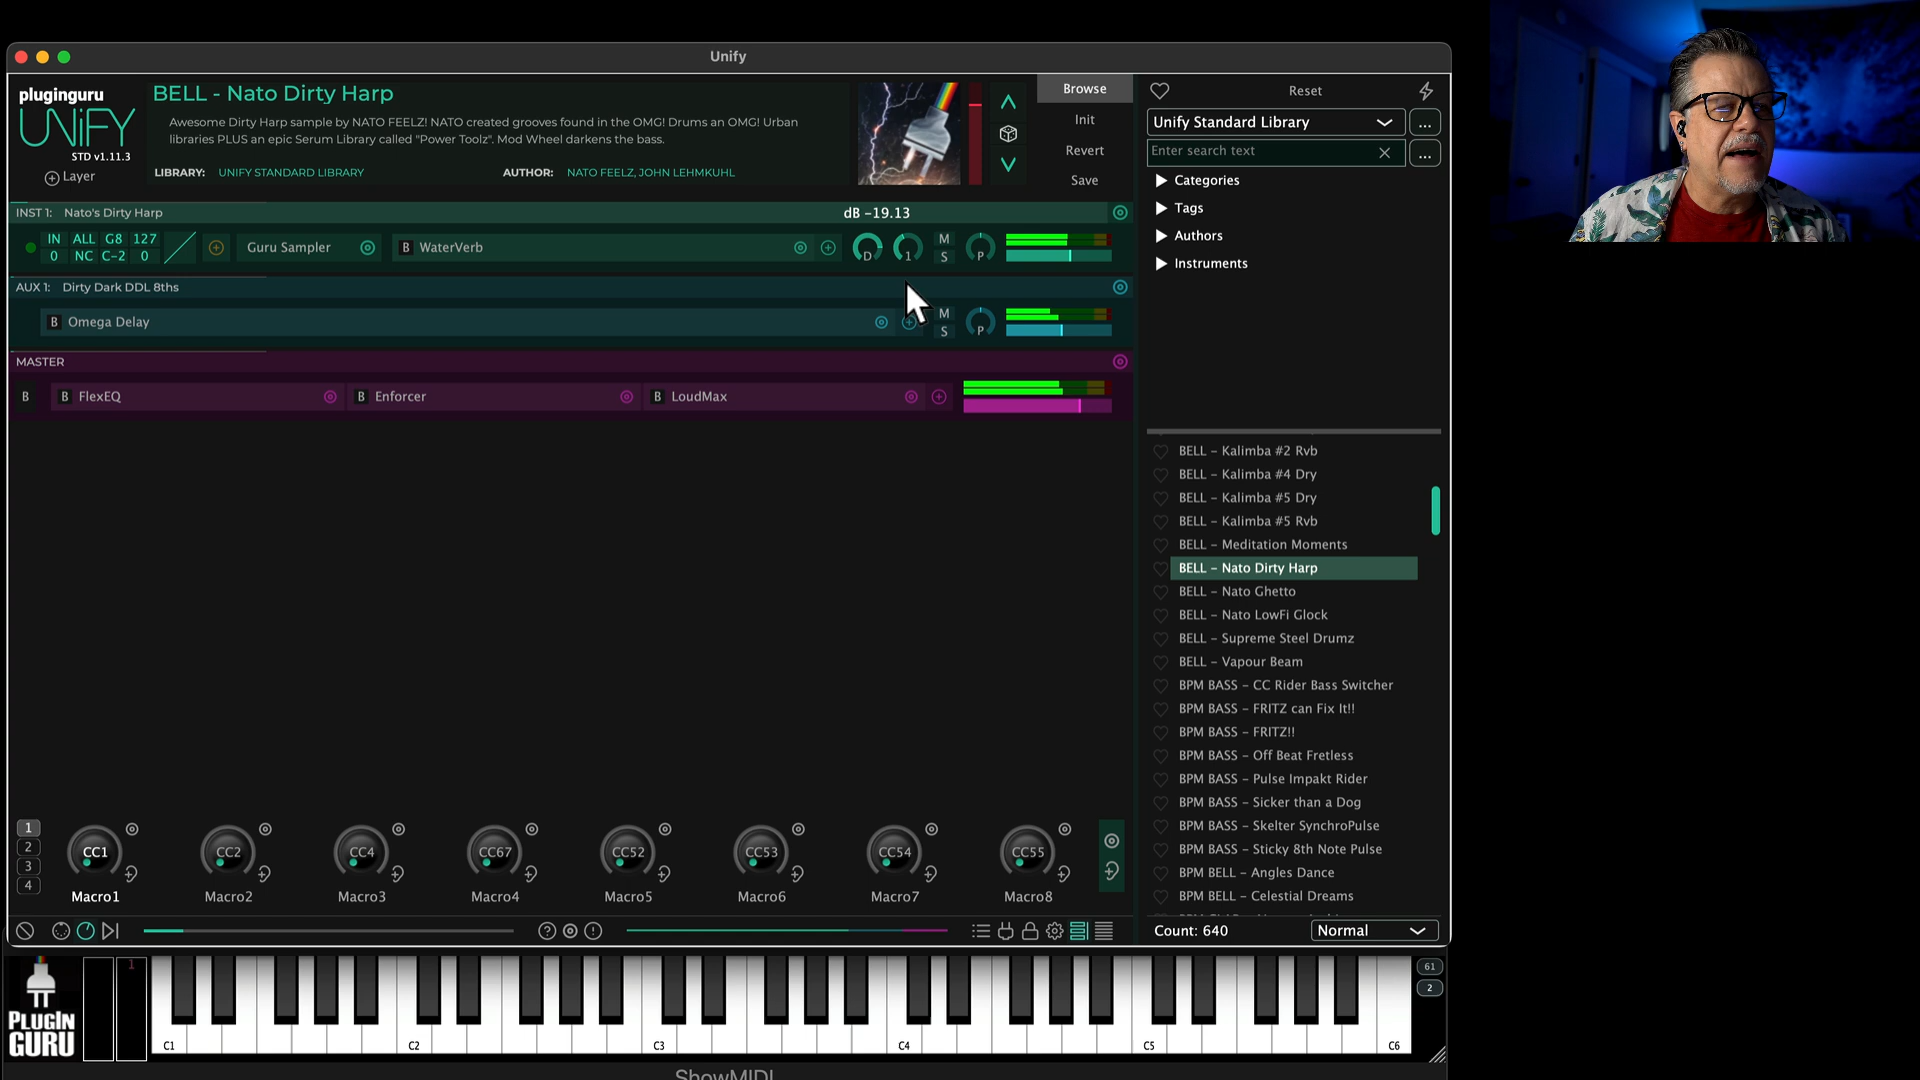 Unify
pluginguru
UNiFY
STD v1.11.3
Layer
BELL - Nato Dirty Harp
Awesome Dirty Harp sample by NATO FEELZ! NATO created grooves found in the OMG! Drums an OMG! Urban
libraries PLUS an epic Serum Library called "Power Toolz". Mod Wheel darkens the bass.
LIBRARY: UNIFY STANDARD LIBRARY AUTHOR: NATO FEELZ, JOHN LEHMKUHL
Browse
Init
Revert
Save
Reset
Unify Standard Library
...
Enter search text
...
Categories
Tags
Authors
Instruments
INST 1: Nato's Dirty Harp dB -19.13
IN ALL G8 127
0 NC C-2 0
Guru Sampler B WaterVerb D 1 M S P
AUX 1: Dirty Dark DDL 8ths
B Omega Delay M S P
MASTER
B B FlexEQ B Enforcer B LoudMax
BELL - Kalimba #2 Rvb
BELL - Kalimba #4 Dry
BELL - Kalimba #5 Dry
BELL - Kalimba #5 Rvb
BELL - Meditation Moments
BELL - Nato Dirty Harp
BELL - Nato Ghetto
BELL - Nato LowFi Glock
BELL - Supreme Steel Drumz
BELL - Vapour Beam
BPM BASS - CC Rider Bass Switcher
BPM BASS - FRITZ can Fix It!!
BPM BASS - FRITZ!!
BPM BASS - Off Beat Fretless
BPM BASS - Pulse Impakt Rider
BPM BASS - Sicker than a Dog
BPM BASS - Skelter SynchroPulse
BPM BASS - Sticky 8th Note Pulse
BPM BELL - Angles Dance
BPM BELL - Celestial Dreams
Count: 640 Normal
1
2
3
4
CC1 CC2 CC4 CC67 CC52 CC53 CC54 CC55
Macro1 Macro2 Macro3 Macro4 Macro5 Macro6 Macro7 Macro8
PLUGIN
GURU
1
C1 C2 C3 C4 C5 C6
61
2
ShowMIDI